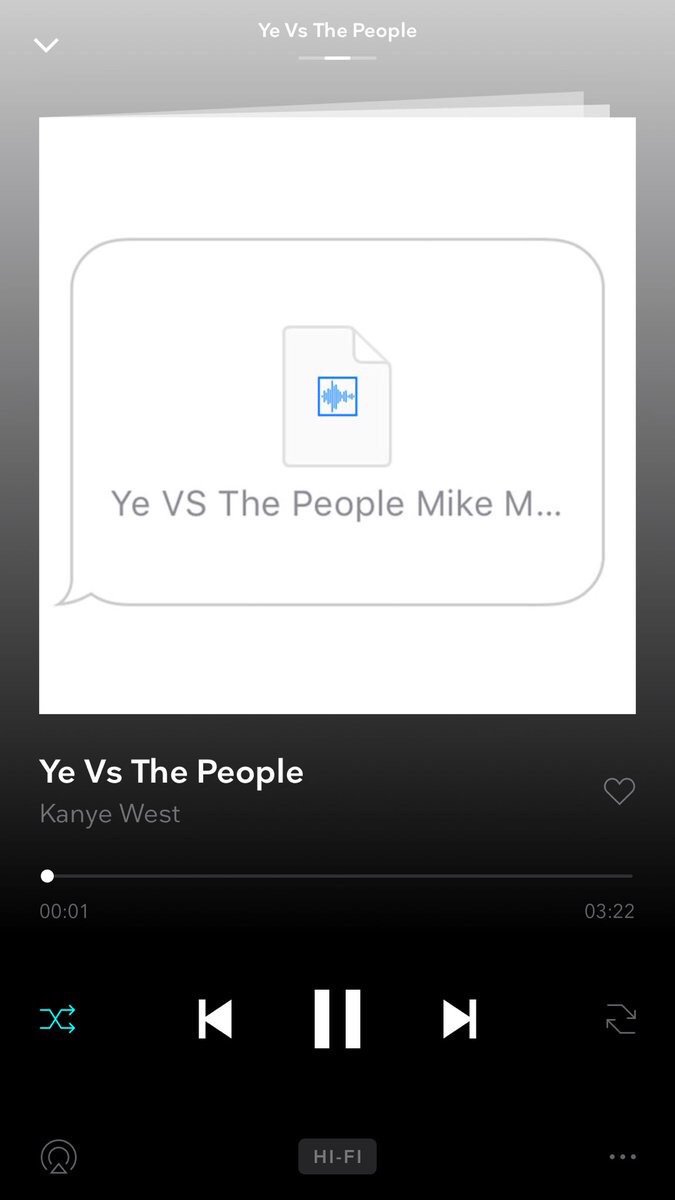 Ye Vs The People
Ye VS The People Mike M...
Ye Vs The People
Kanye West
00:01
03:22
HI-FI